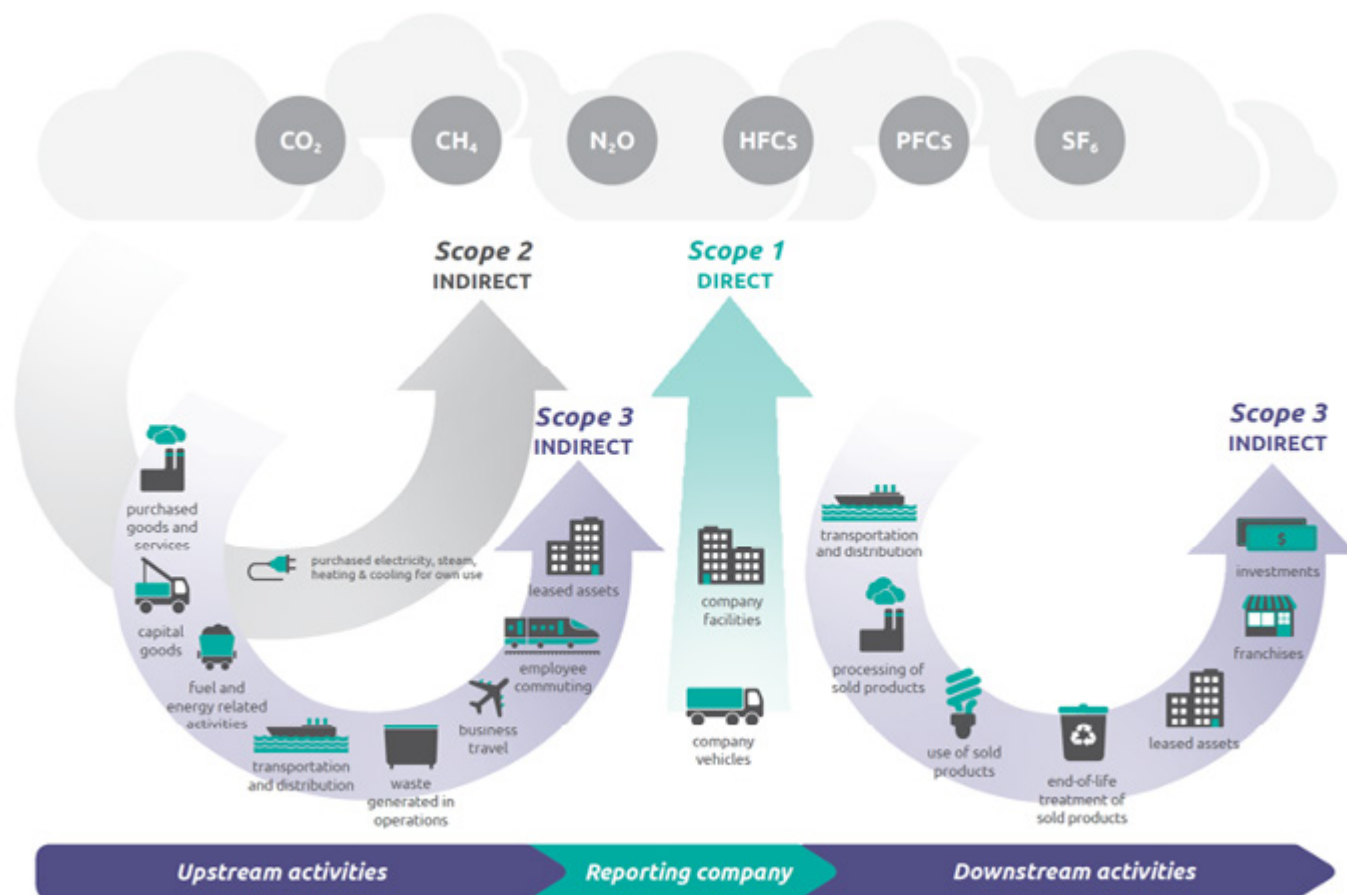 CO₂
CH₄
N₂O
HFCs
PFCs
SF₆
Scope 2
INDIRECT
Scope 1
DIRECT
Scope 3
INDIRECT
Scope 3
INDIRECT
purchased
goods and
services
capital
goods
fuel and
energy related
activities
purchased electricity, steam,
heating & cooling for own use
transportation
and distribution
waste
generated in
operations
business
travel
employee
commuting
leased assets
company
facilities
company
vehicles
transportation
and distribution
processing of
sold products
use of sold
products
end-of-life
treatment of
sold products
leased assets
franchises
investments
$
Upstream activities
Reporting company
Downstream activities